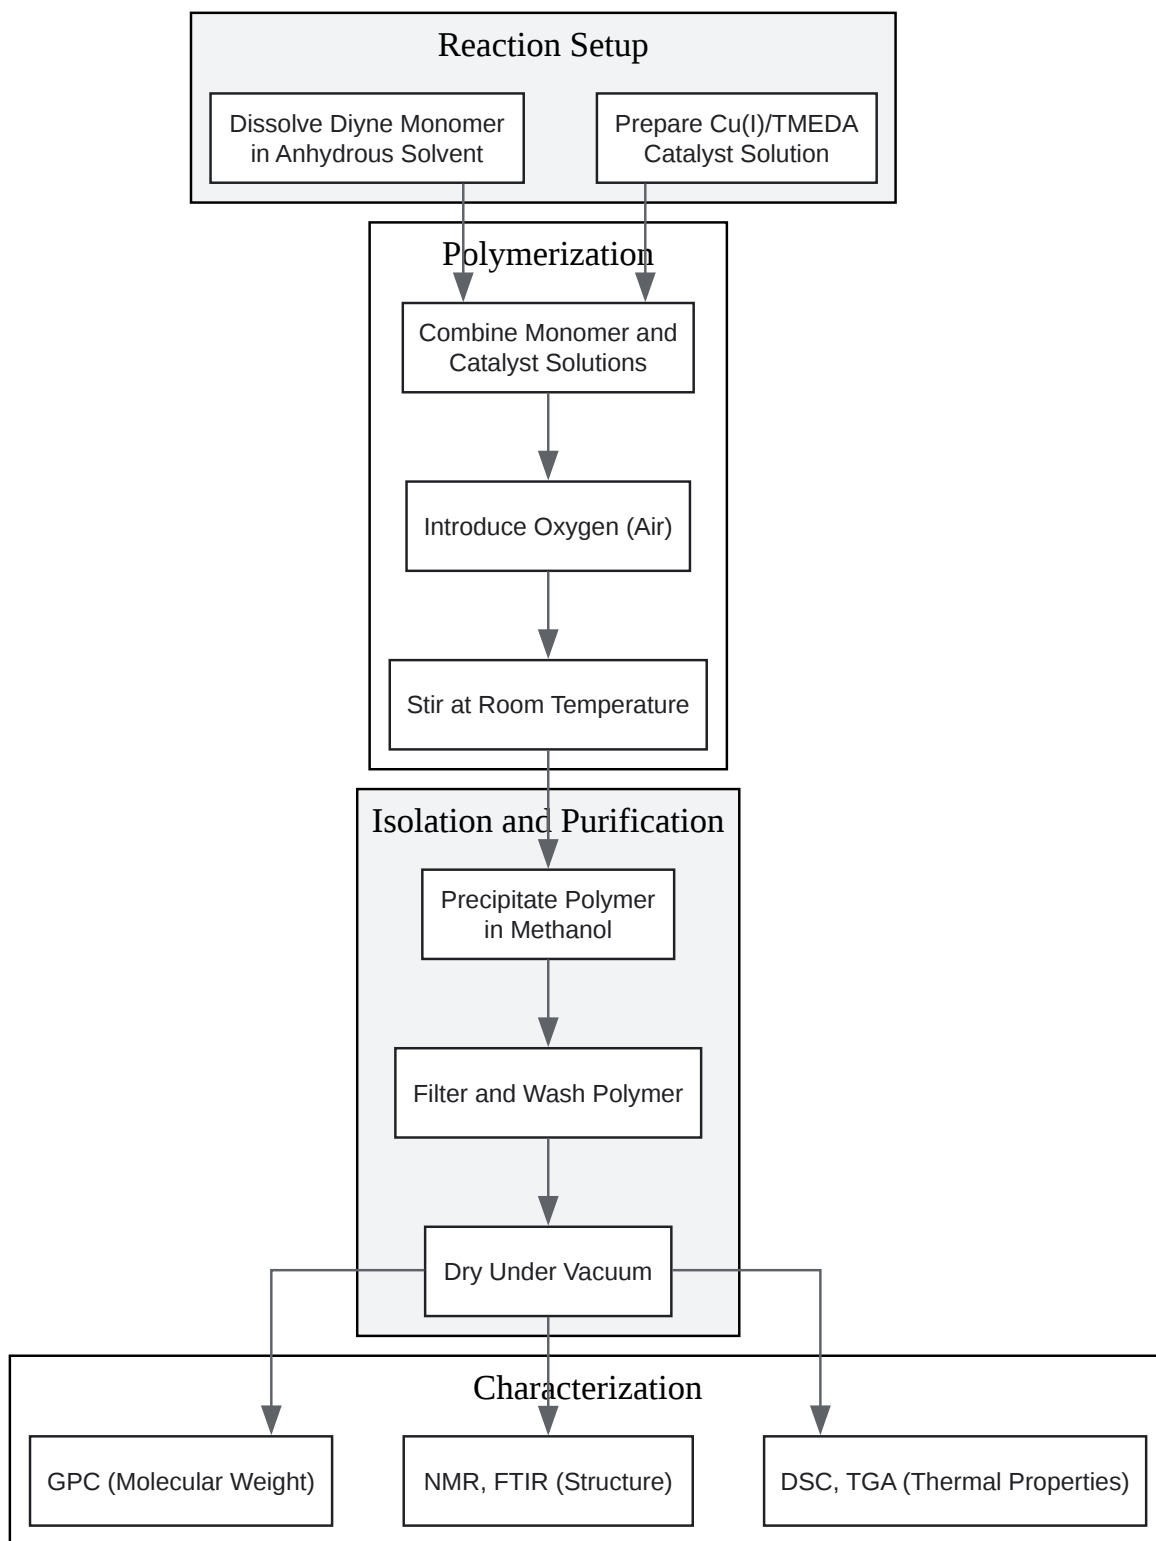 Reaction Setup
Dissolve Diyne Monomer
in Anhydrous Solvent
Prepare Cu(I)/TMEDA
Catalyst Solution
Polymerization
Combine Monomer and
Catalyst Solutions
Introduce Oxygen (Air)
Stir at Room Temperature
Isolation and Purification
Precipitate Polymer
in Methanol
Filter and Wash Polymer
Dry Under Vacuum
Characterization
GPC (Molecular Weight)
NMR, FTIR (Structure)
DSC, TGA (Thermal Properties)